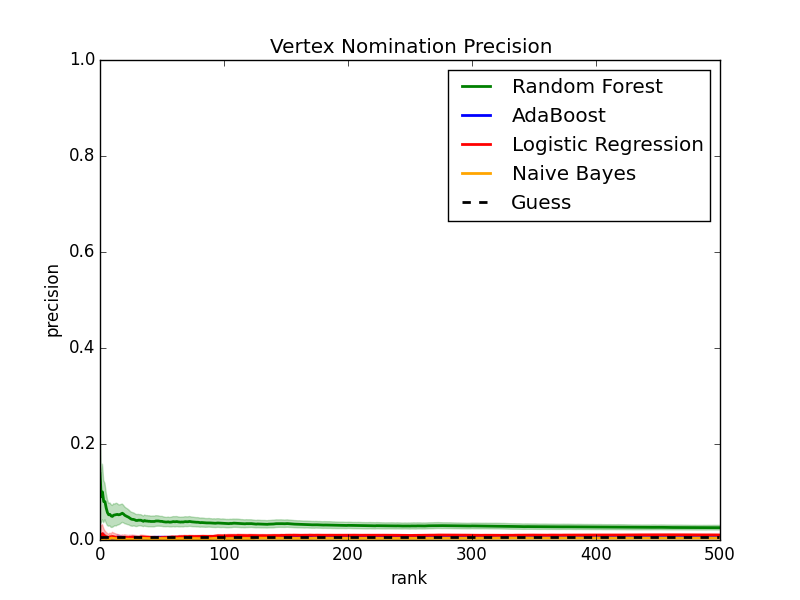 Vertex Nomination Precision
1.0
0.8
0.6
0.4
0.2
0.0
precision
Random Forest
AdaBoost
Logistic Regression
Naive Bayes
Guess
0 100 200 300 400 500
rank